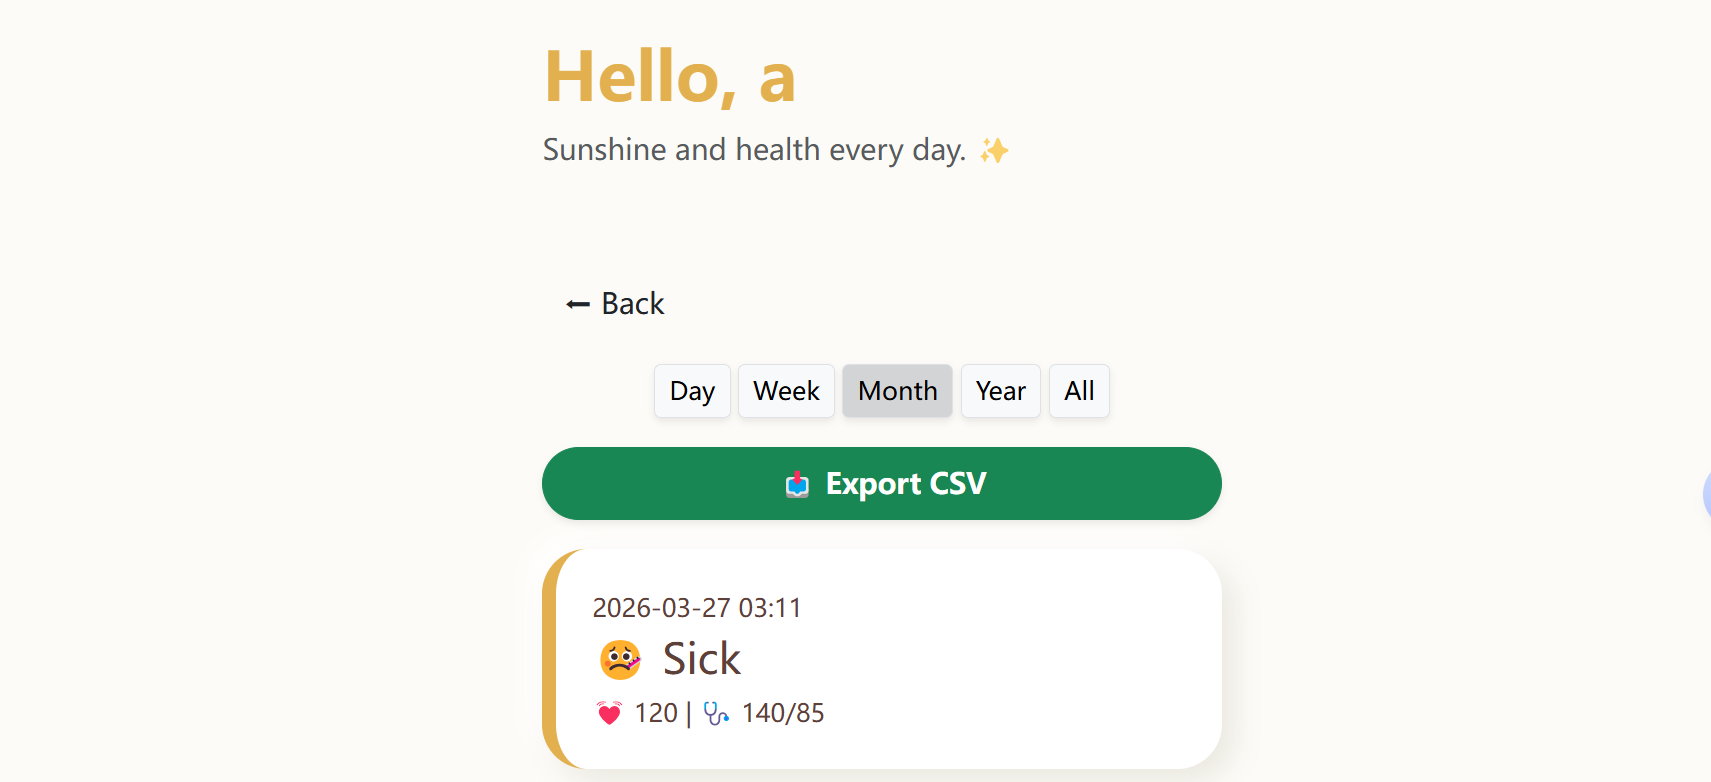 Hello, a
Sunshine and health every day. ✨
⬅ Back
Day Week Month Year All
📥 Export CSV
2026-03-27 03:11
🤒 Sick
💓 120 | 🩺 140/85